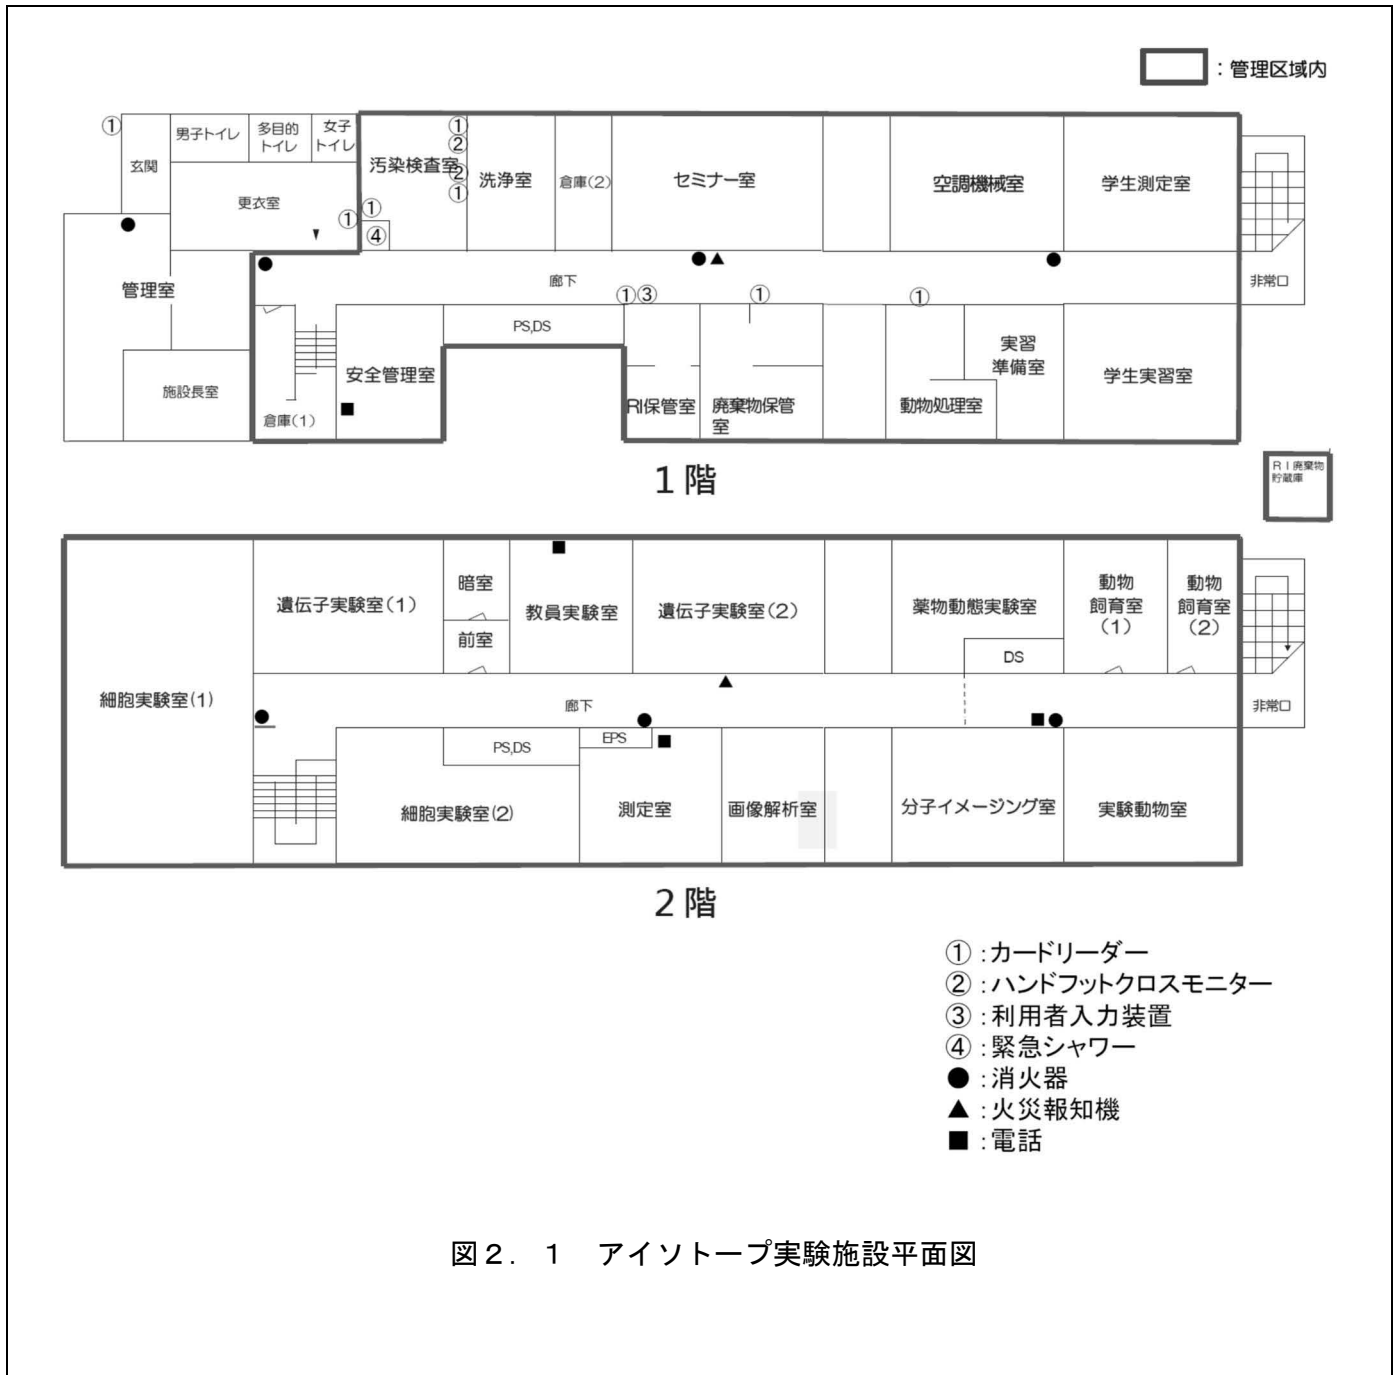 ：管理区域内
①
玄関
男子トイレ
多目的
トイレ
女子
トイレ
更衣室
管理室
施設長室
汚染検査室
①
②
②
①
①
①
④
洗浄室
倉庫(2)
セミナー室
空調機械室
学生測定室
廊下
非常口
①③
①
①
PS,DS
倉庫(1)
安全管理室
RI保管室
廃棄物保管
室
動物処理室
実習
準備室
学生実習室
1階
ＲＩ廃棄物
貯蔵庫
細胞実験室(1)
遺伝子実験室(1)
暗室
前室
教員実験室
遺伝子実験室(2)
薬物動態実験室
DS
動物
飼育室
(1)
動物
飼育室
(2)
廊下
非常口
PS,DS
EPS
細胞実験室(2)
測定室
画像解析室
分子イメージング室
実験動物室
2階
①：カードリーダー
②：ハンドフットクロスモニター
③：利用者入力装置
④：緊急シャワー
●：消火器
▲：火災報知機
■：電話
図２．１　アイソトープ実験施設平面図